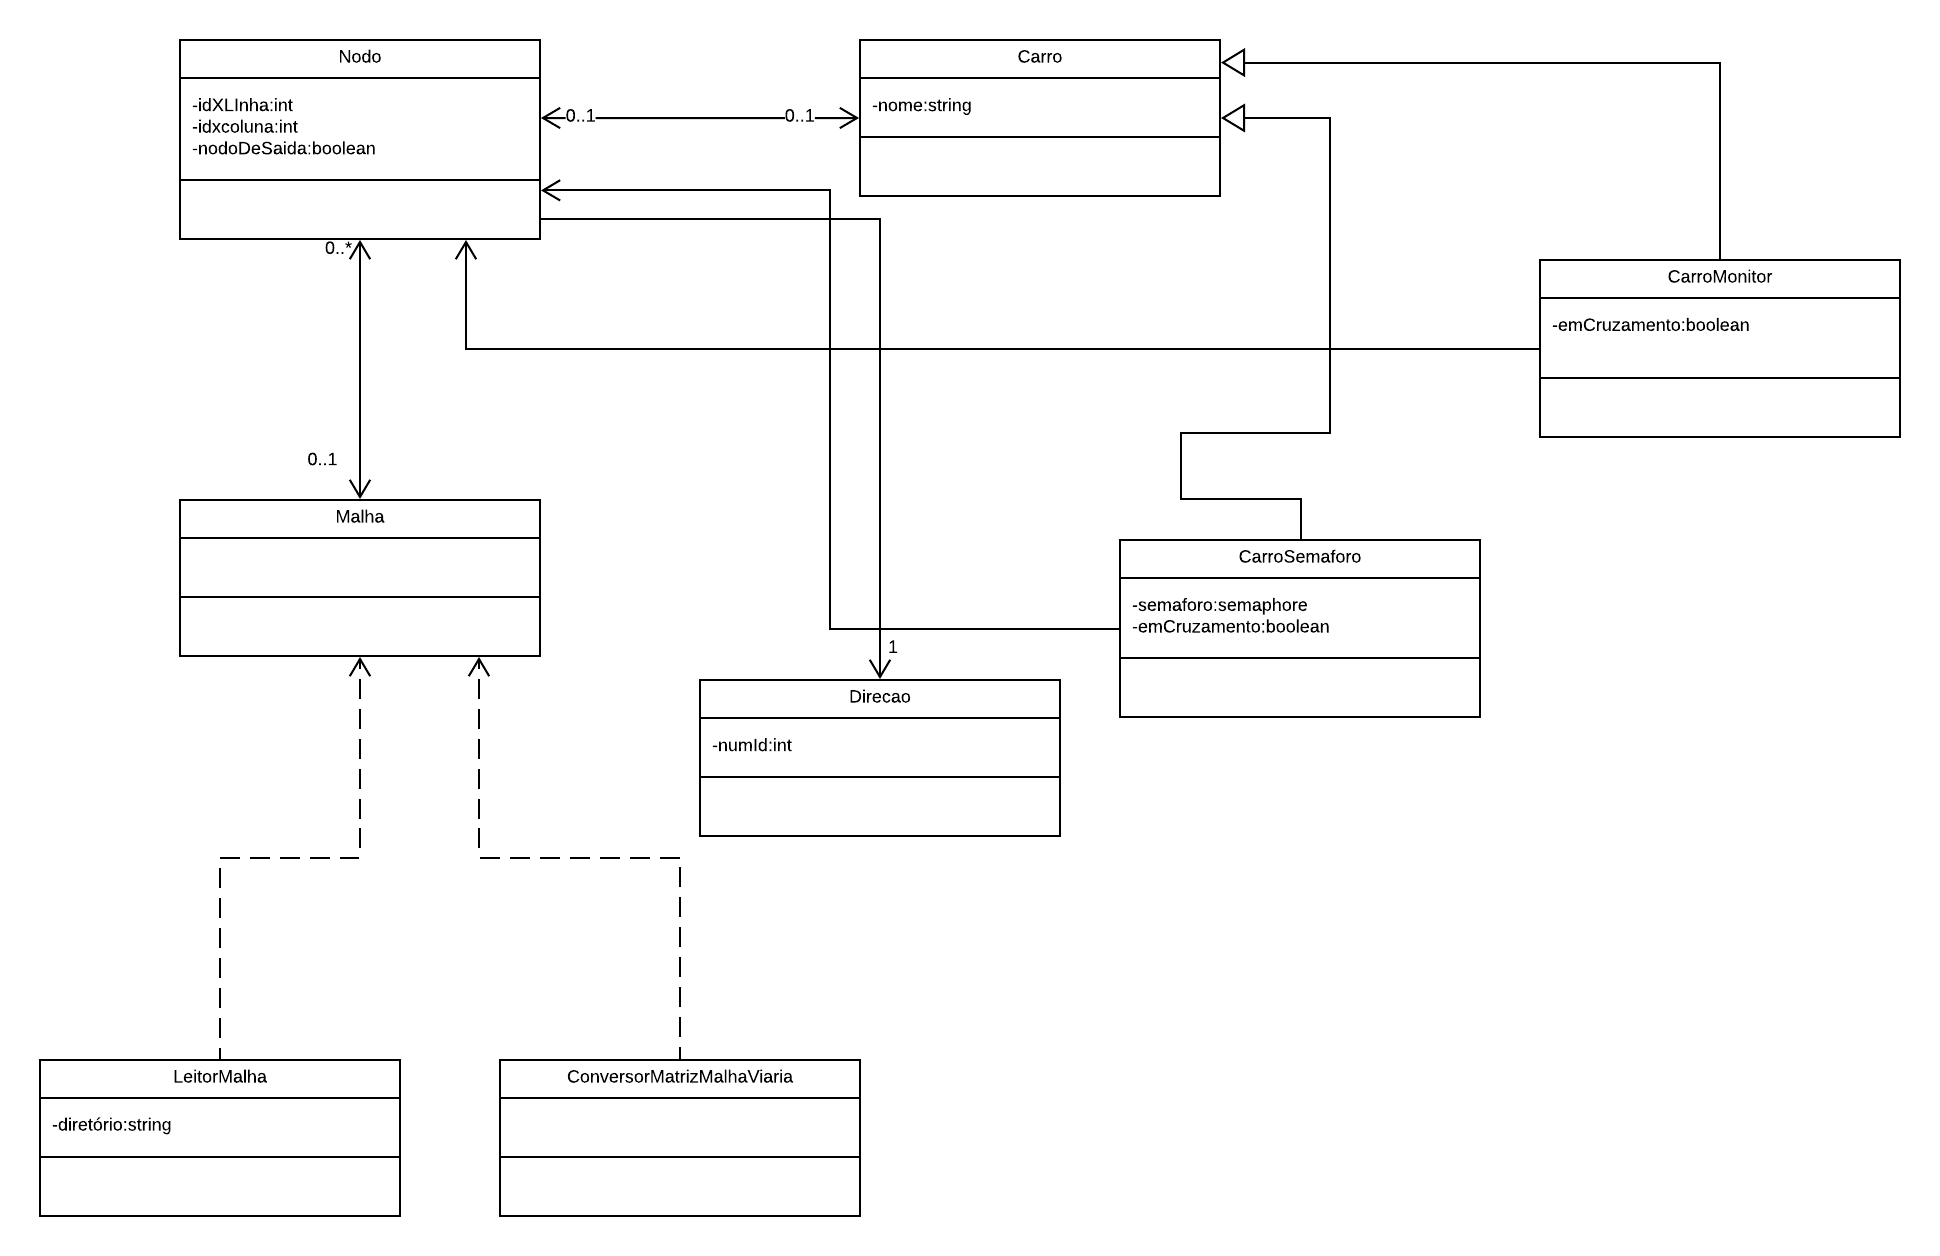 Nodo
-idXLInha:int
-idxcoluna:int
-nodoDeSaida:boolean
0..1
0..1
Carro
-nome:string
0..*
0..1
CarroMonitor
-emCruzamento:boolean
Malha
CarroSemaforo
-semaforo:semaphore
-emCruzamento:boolean
1
Direcao
-numId:int
LeitorMalha
-diretório:string
ConversorMatrizMalhaViaria